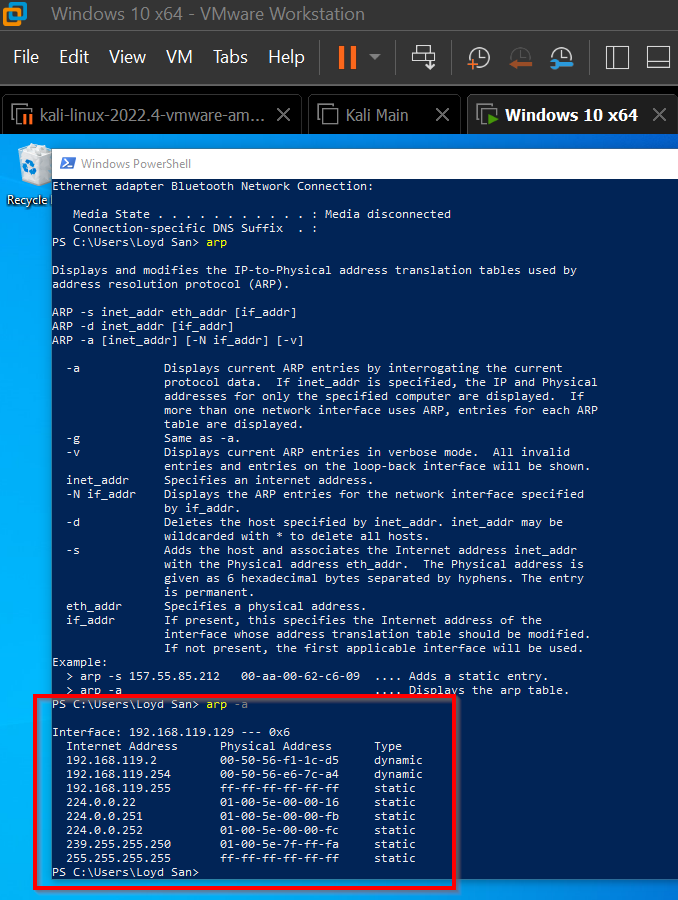 Windows 10 x64 - VMware Workstation
File Edit View VM Tabs Help
kali-linux-2022.4-vmware-am... Kali Main Windows 10 x64
Recycle
Windows PowerShell
Ethernet adapter Bluetooth Network Connection:
Media State . . . . . . . . . . . : Media disconnected
Connection-specific DNS Suffix  . :
PS C:\Users\Loyd San> arp
Displays and modifies the IP-to-Physical address translation tables used by
address resolution protocol (ARP).
ARP -s inet_addr eth_addr [if_addr]
ARP -d inet_addr [if_addr]
ARP -a [inet_addr] [-N if_addr] [-v]
-a            Displays current ARP entries by interrogating the current
protocol data.  If inet_addr is specified, the IP and Physical
addresses for only the specified computer are displayed.  If
more than one network interface uses ARP, entries for each ARP
table are displayed.
-g            Same as -a.
-v            Displays current ARP entries in verbose mode.  All invalid
entries and entries on the loop-back interface will be shown.
inet_addr     Specifies an internet address.
-N if_addr    Displays the ARP entries for the network interface specified
by if_addr.
-d            Deletes the host specified by inet_addr. inet_addr may be
wildcarded with * to delete all hosts.
-s            Adds the host and associates the Internet address inet_addr
with the Physical address eth_addr.  The Physical address is
given as 6 hexadecimal bytes separated by hyphens. The entry
is permanent.
eth_addr      Specifies a physical address.
if_addr       If present, this specifies the Internet address of the
interface whose address translation table should be modified.
If not present, the first applicable interface will be used.
Example:
> arp -s 157.55.85.212   00-aa-00-62-c6-09  .... Adds a static entry.
> arp -a                                    .... Displays the arp table.
PS C:\Users\Loyd San> arp -a
Interface: 192.168.119.129 --- 0x6
Internet Address      Physical Address      Type
192.168.119.2         00-50-56-f1-1c-d5     dynamic
192.168.119.254       00-50-56-e6-7c-a4     dynamic
192.168.119.255       ff-ff-ff-ff-ff-ff     static
224.0.0.22            01-00-5e-00-00-16     static
224.0.0.251           01-00-5e-00-00-fb     static
224.0.0.252           01-00-5e-00-00-fc     static
239.255.255.250       01-00-5e-7f-ff-fa     static
255.255.255.255       ff-ff-ff-ff-ff-ff     static
PS C:\Users\Loyd San>